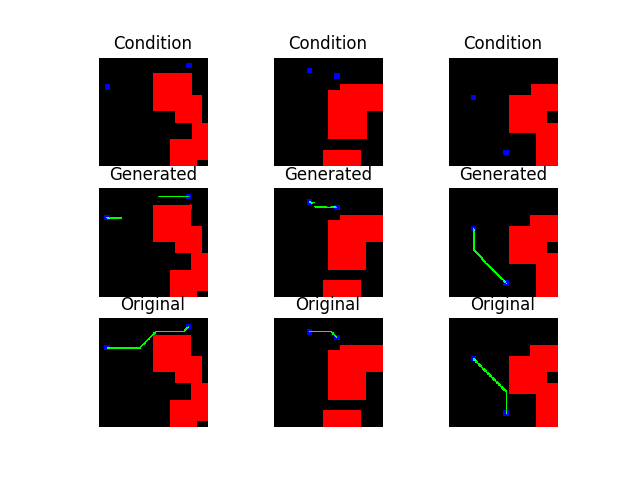 Condition Condition Condition
Generated Generated Generated
Original Original Original